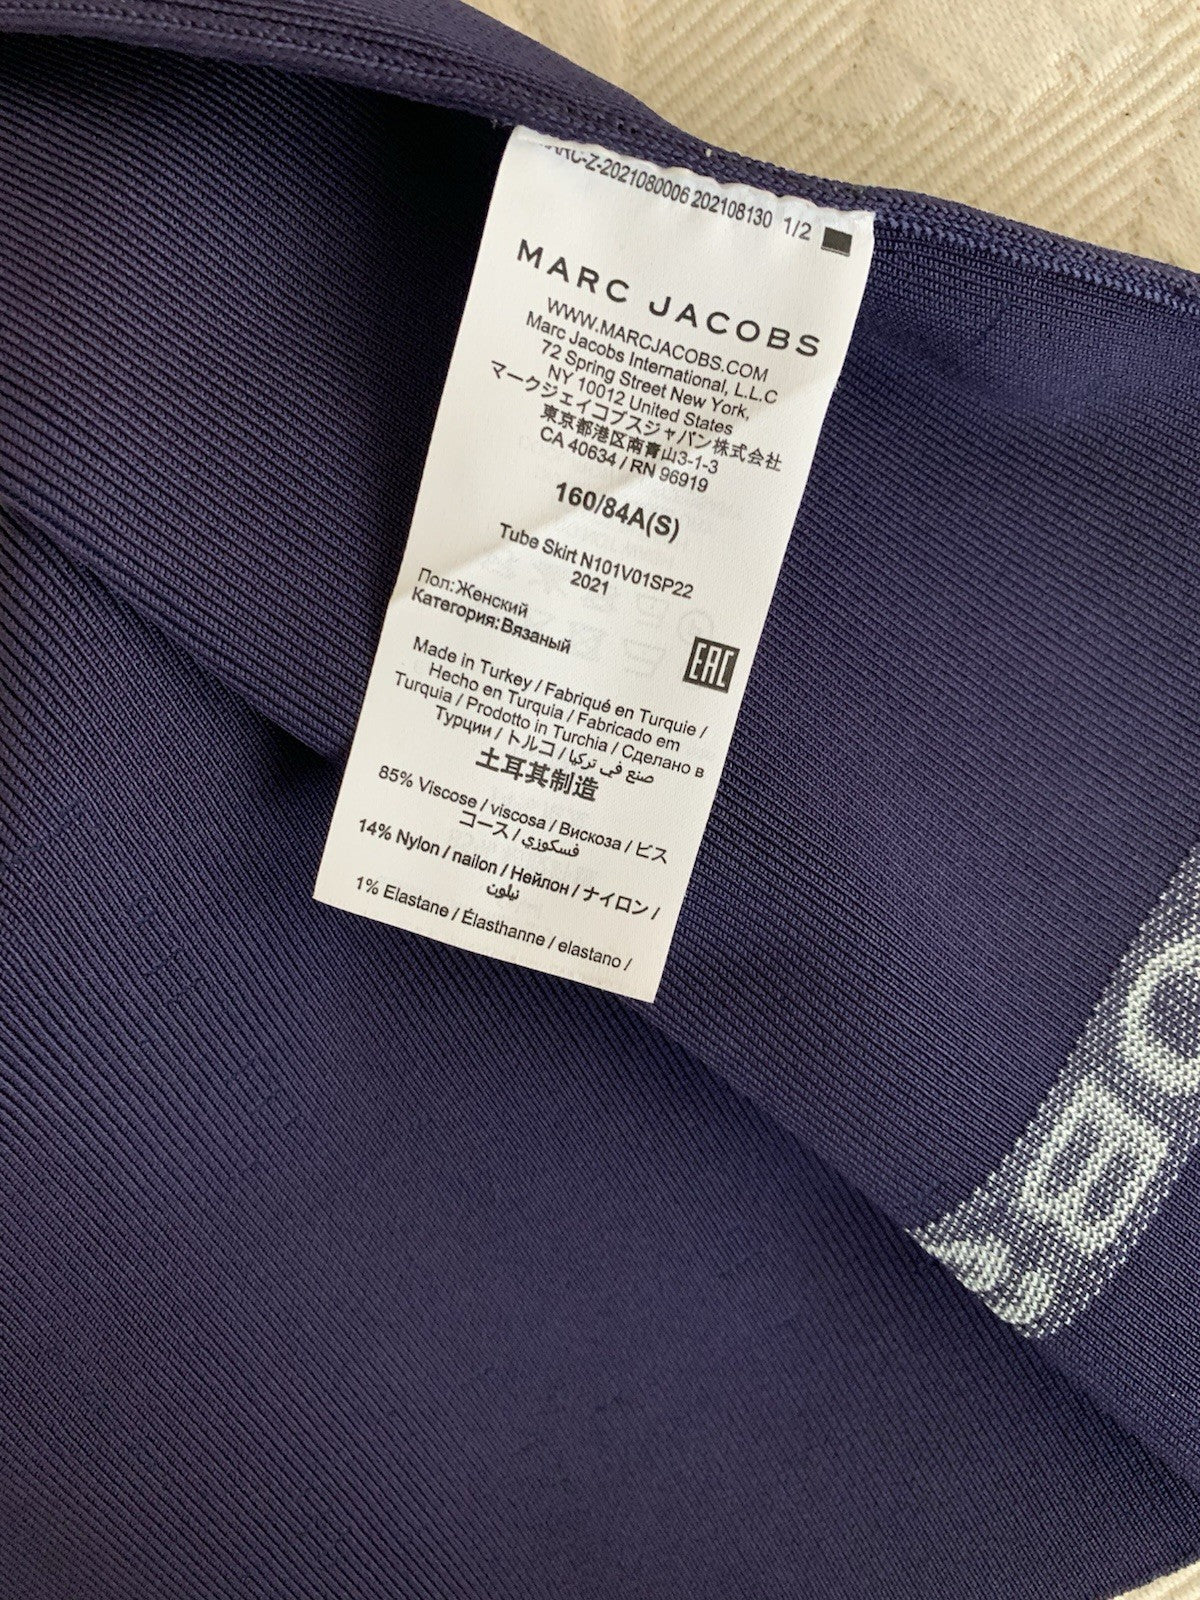 ARC-Z-2021080006 202108130 1/2
MARC JACOBS
WWW.MARCJACOBS.COM
Marc Jacobs International, L.L.C
72 Spring Street New York,
NY 10012 United States
マークジェイコブスジャパン株式会社
東京都港区南青山3-1-3
CA 40634 / RN 96919
160/84A(S)
Tube Skirt N101V01SP22
2021
Пол:Женский
Категория:Вязаный
EAC
Made in Turkey / Fabriqué en Turquie /
Hecho en Turquia / Fabricado em
Turquia / Prodotto in Turchia / Сделано в
Турции / トルコ / صنع في تركيا
土耳其制造
85% Viscose / viscosa / Вискоза / ビス
コース / فسكوزي
14% Nylon / nailon / Нейлон / ナイロン /
نيلون
1% Elastane / Élasthanne / elastano /